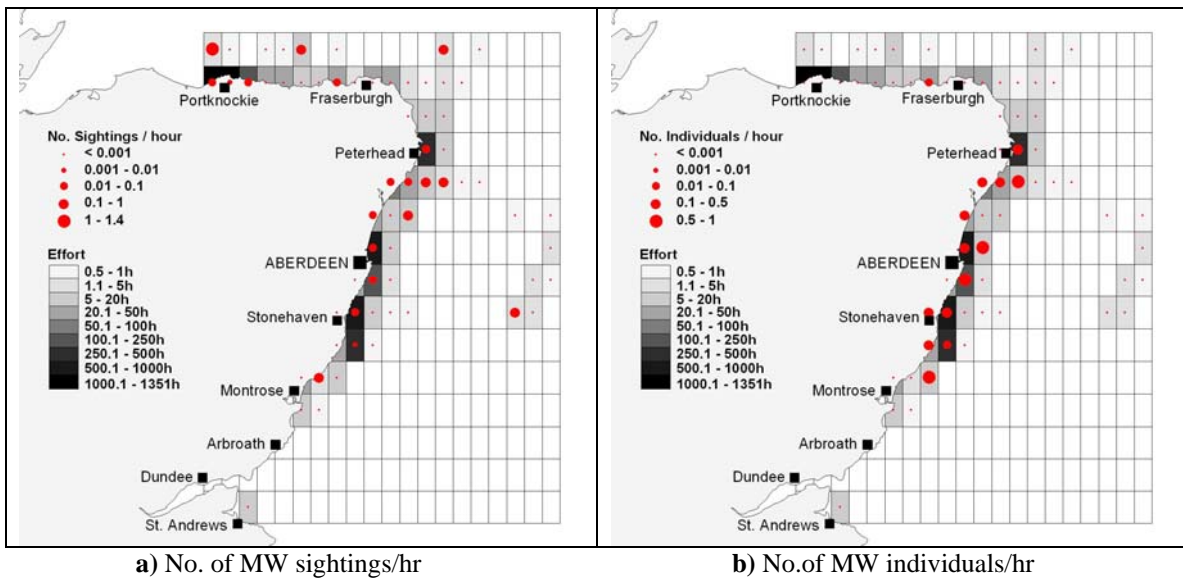 Portknockie
Fraserburgh
No. Sightings / hour
< 0.001
0.001 - 0.01
0.01 - 0.1
0.1 - 1
1 - 1.4
Peterhead
Effort
0.5 - 1h
1.1 - 5h
5 - 20h
20.1 - 50h
50.1 - 100h
100.1 - 250h
250.1 - 500h
500.1 - 1000h
1000.1 - 1351h
ABERDEEN
Stonehaven
Montrose
Arbroath
Dundee
St. Andrews
a) No. of MW sightings/hr
Portknockie
Fraserburgh
No. Individuals / hour
< 0.001
0.001 - 0.01
0.01 - 0.1
0.1 - 0.5
0.5 - 1
Peterhead
Effort
0.5 - 1h
1.1 - 5h
5 - 20h
20.1 - 50h
50.1 - 100h
100.1 - 250h
250.1 - 500h
500.1 - 1000h
1000.1 - 1351h
ABERDEEN
Stonehaven
Montrose
Arbroath
Dundee
St. Andrews
b) No.of MW individuals/hr